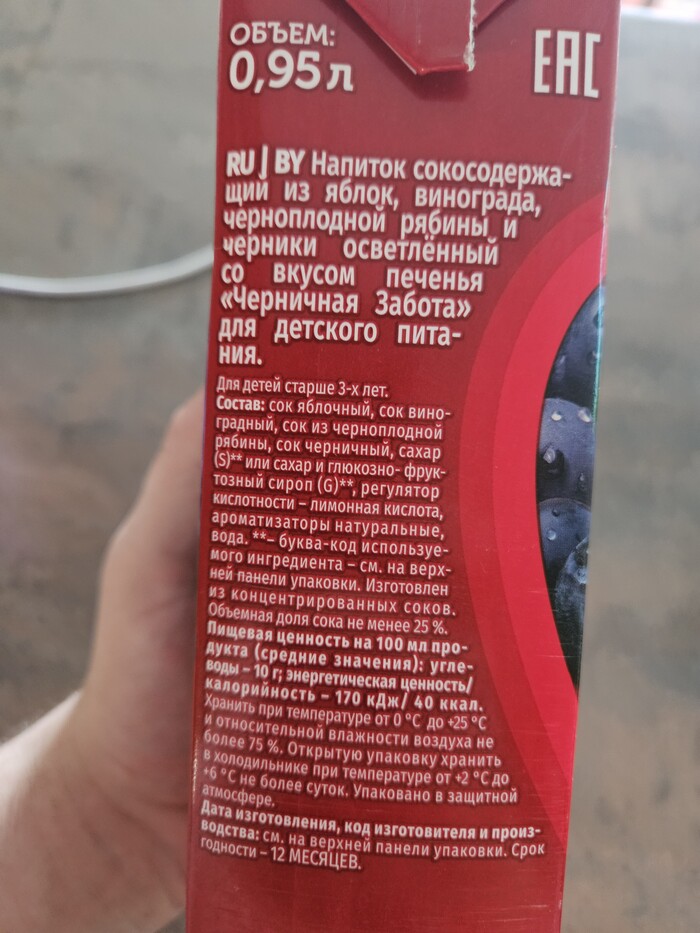 ОБЪЕМ:
0,95л
ЕАС
RU | BY Напиток сокосодержа-
щий из яблок, винограда,
черноплодной рябины и
черники осветлённый
со вкусом печенья
«Черничная Забота»
для детского пита-
ния.
Для детей старше 3-х лет.
Состав: сок яблочный, сок вино-
градный, сок из черноплодной
рябины, сок черничный, сахар
(S)** или сахар и глюкозно- фрук-
тозный сироп (G)**, регулятор
кислотности – лимонная кислота,
ароматизаторы натуральные,
вода. **– буква-код используе-
мого ингредиента – см. на верх-
ней панели упаковки. Изготовлен
из концентрированных соков.
Объемная доля сока не менее 25 %.
Пищевая ценность на 100 мл про-
дукта (средние значения): угле-
воды – 10 г; энергетическая ценность/
калорийность – 170 кДж/ 40 ккал.
Хранить при температуре от 0 °С до +25 °С
и относительной влажности воздуха не
более 75 %. Открытую упаковку хранить
в холодильнике при температуре от +2 °С до
+6 °С не более суток. Упаковано в защитной
атмосфере.
Дата изготовления, код изготовителя и произ-
водства: см. на верхней панели упаковки. Срок
годности – 12 МЕСЯЦЕВ.